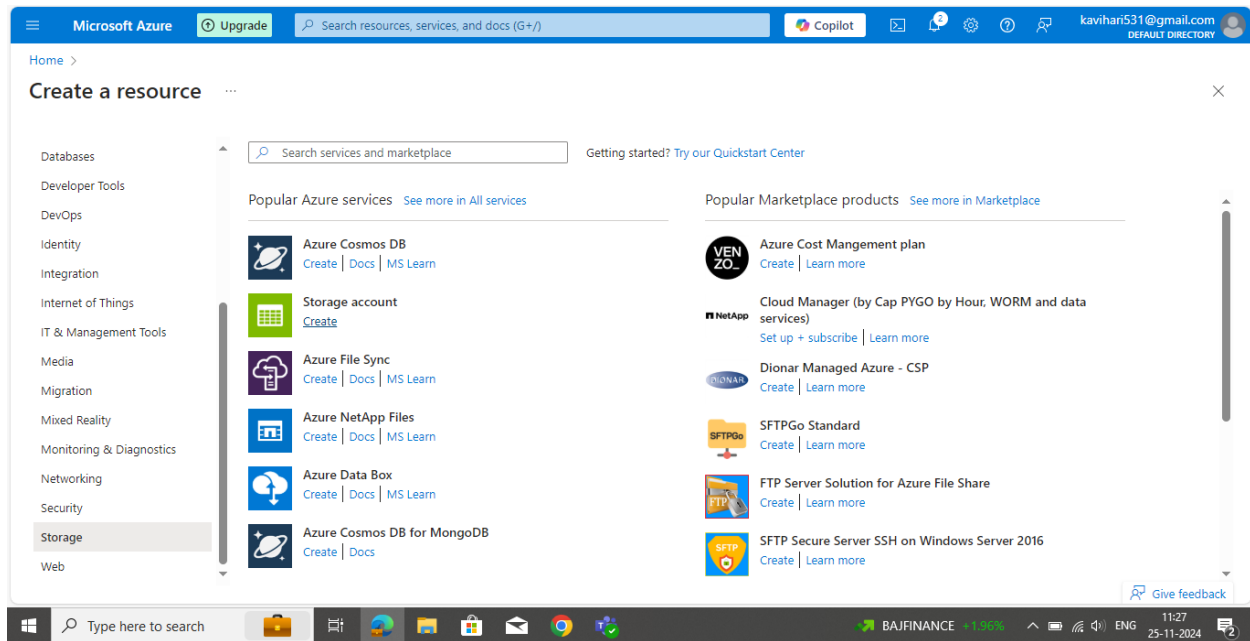 Microsoft Azure
Upgrade
Search resources, services, and docs (G+/)
Copilot
2
kavihari531@gmail.com
DEFAULT DIRECTORY
Home >
Create a resource ...
Databases
Developer Tools
DevOps
Identity
Integration
Internet of Things
IT & Management Tools
Media
Migration
Mixed Reality
Monitoring & Diagnostics
Networking
Security
Storage
Web
Search services and marketplace
Getting started? Try our Quickstart Center
Popular Azure services See more in All services
Azure Cosmos DB
Create | Docs | MS Learn
Storage account
Create
Azure File Sync
Create | Docs | MS Learn
Azure NetApp Files
Create | Docs | MS Learn
Azure Data Box
Create | Docs | MS Learn
Azure Cosmos DB for MongoDB
Create | Docs
Popular Marketplace products See more in Marketplace
VEN
ZO_
Azure Cost Mangement plan
Create | Learn more
NetApp
Cloud Manager (by Cap PYGO by Hour, WORM and data
services)
Set up + subscribe | Learn more
DIONAR
Dionar Managed Azure - CSP
Create | Learn more
SFTPGo
SFTPGo Standard
Create | Learn more
FTP
FTP Server Solution for Azure File Share
Create | Learn more
SFTP
SFTP Secure Server SSH on Windows Server 2016
Create | Learn more
Give feedback
Type here to search
BAJFINANCE +1.96%
ENG
11:27
25-11-2024
2